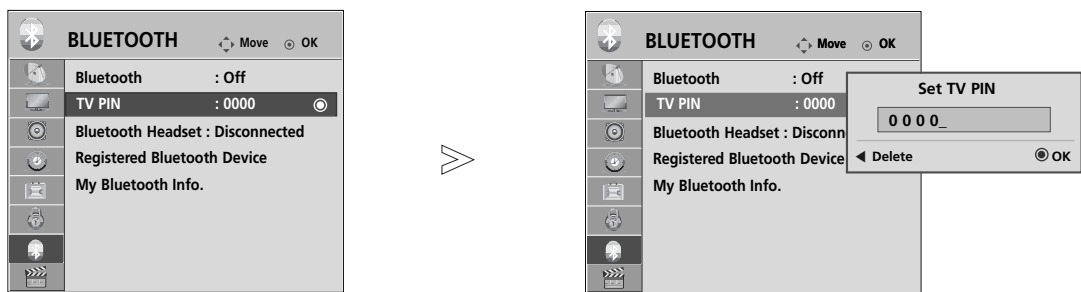 BLUETOOTH Move OK
Bluetooth : Off
TV PIN : 0000
Bluetooth Headset : Disconnected
Registered Bluetooth Device
My Bluetooth Info.
BLUETOOTH Move OK
Bluetooth : Off
TV PIN : 0000
Bluetooth Headset : Disconn
Registered Bluetooth Device
My Bluetooth Info.
Set TV PIN
0 0 0 0_
Delete OK